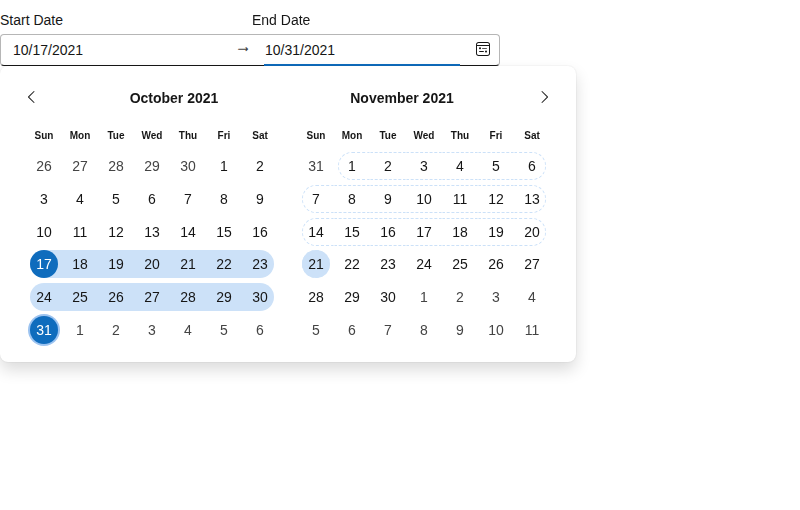 Start Date End Date
10/17/2021 → 10/31/2021
October 2021 November 2021
Sun Mon Tue Wed Thu Fri Sat Sun Mon Tue Wed Thu Fri Sat
26 27 28 29 30 1 2 31 1 2 3 4 5 6
3 4 5 6 7 8 9 7 8 9 10 11 12 13
10 11 12 13 14 15 16 14 15 16 17 18 19 20
17 18 19 20 21 22 23 21 22 23 24 25 26 27
24 25 26 27 28 29 30 28 29 30 1 2 3 4
31 1 2 3 4 5 6 5 6 7 8 9 10 11